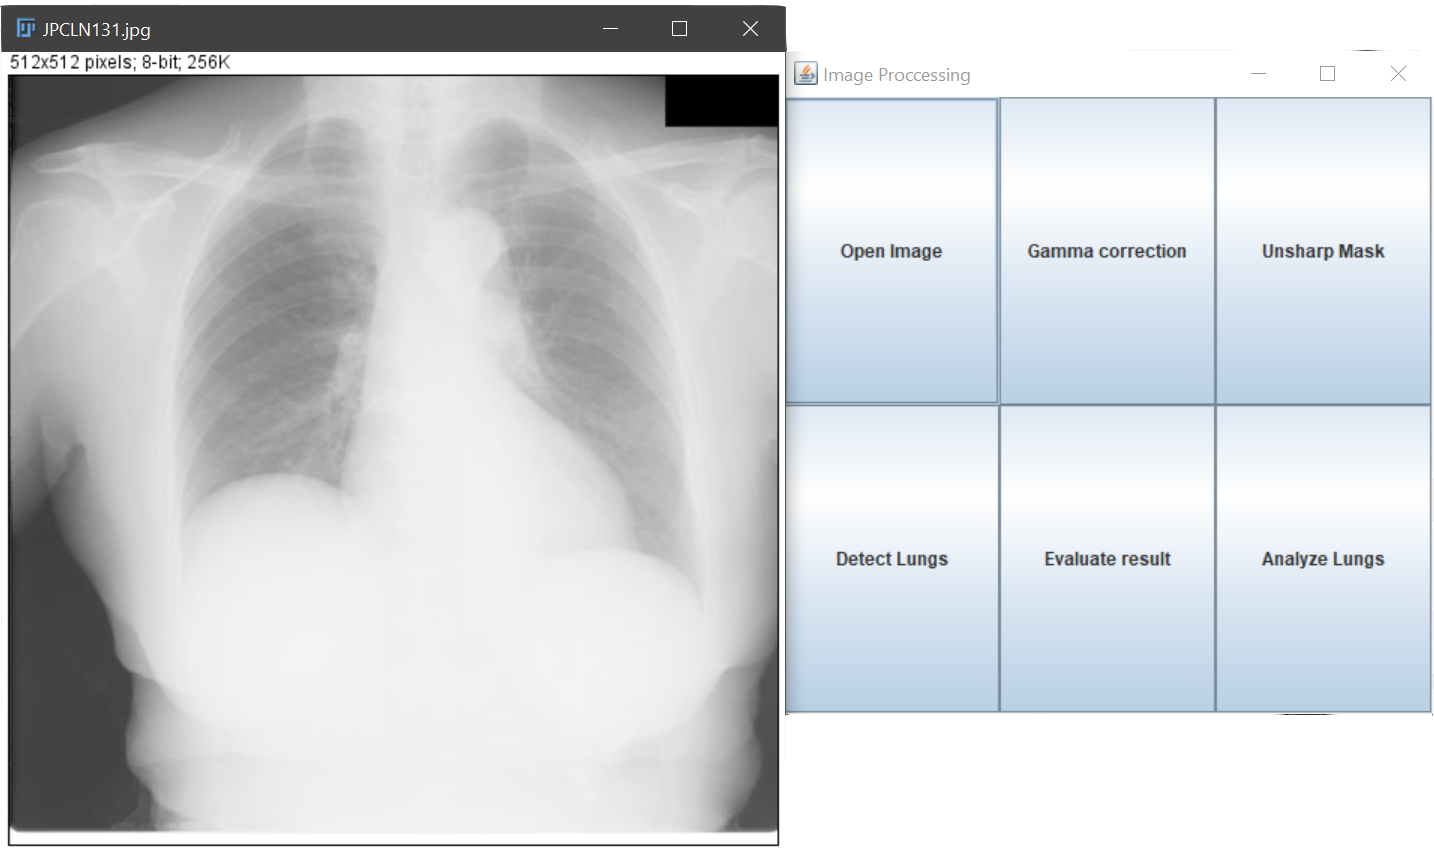 JPCLN131.jpg
512x512 pixels; 8-bit; 256K
Image Proccessing
Open Image
Gamma correction
Unsharp Mask
Detect Lungs
Evaluate result
Analyze Lungs